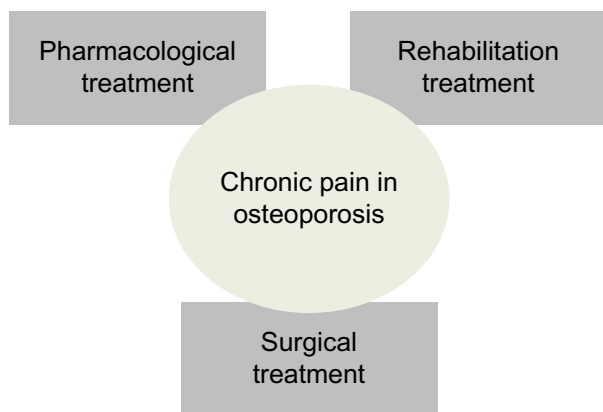 Pharmacological
treatment
Rehabilitation
treatment
Chronic pain in
osteoporosis
Surgical
treatment